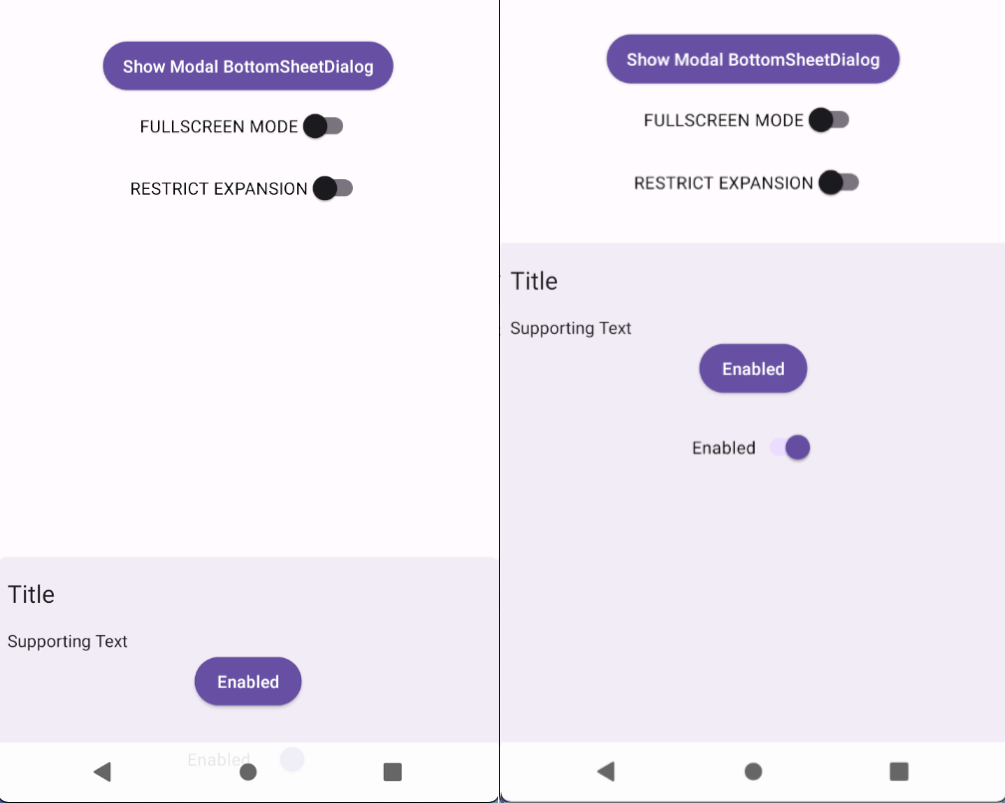 Show Modal BottomSheetDialog
FULLSCREEN MODE
RESTRICT EXPANSION
Title
Supporting Text
Enabled
Enabled
Show Modal BottomSheetDialog
FULLSCREEN MODE
RESTRICT EXPANSION
Title
Supporting Text
Enabled
Enabled